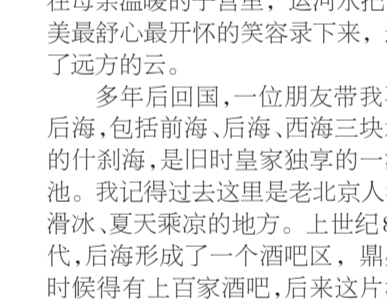 在母亲温暖的子宫里，运河水把
美最舒心最开怀的笑容录下来，
了远方的云。
多年后回国，一位朋友带我
后海，包括前海、后海、西海三块
的什刹海，是旧时皇家独享的一
池。我记得过去这里是老北京人
滑冰、夏天乘凉的地方。上世纪8
代，后海形成了一个酒吧区，鼎
时候得有上百家酒吧，后来这片